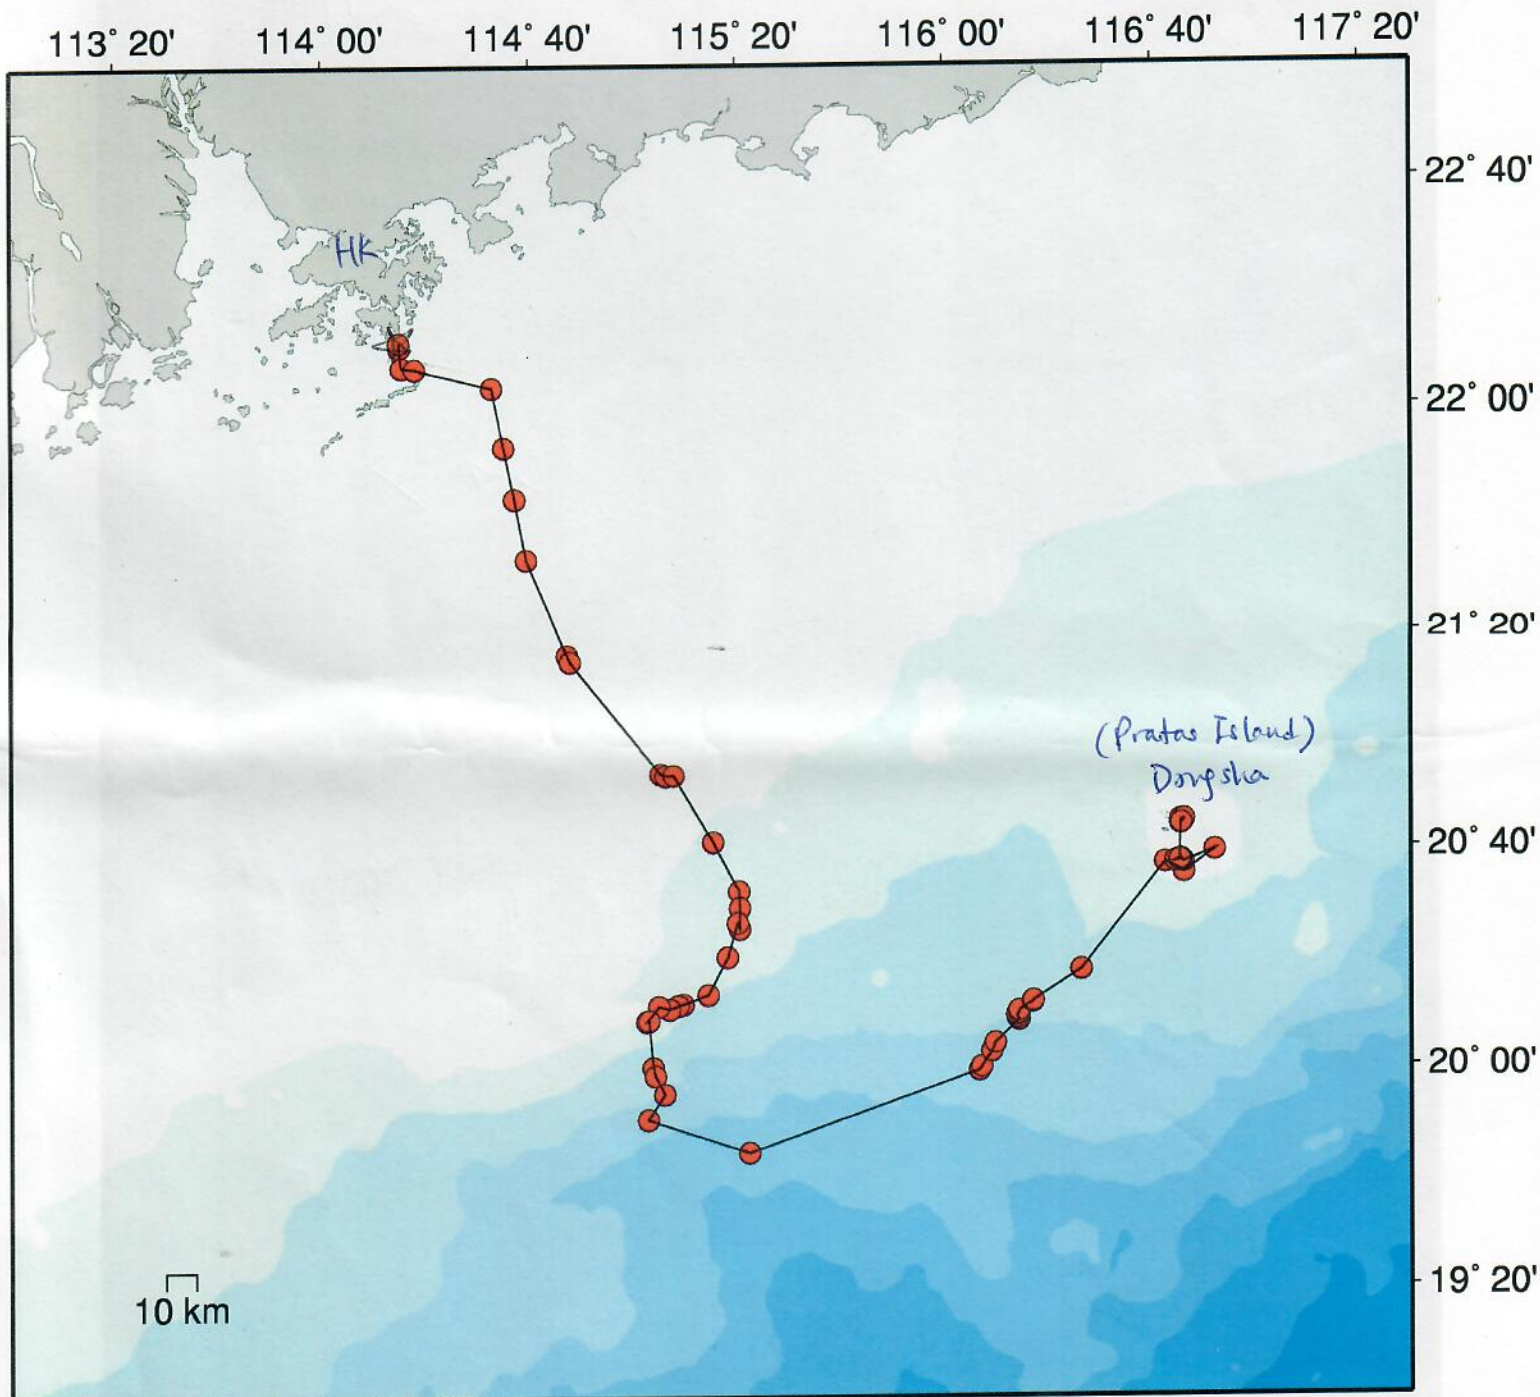 113° 20' 114° 00' 114° 40' 115° 20' 116° 00' 116° 40' 117° 20'
22° 40'
HK
22° 00'
21° 20'
(Pratas Island)
Dongsha
20° 40'
20° 00'
19° 20'
10 km